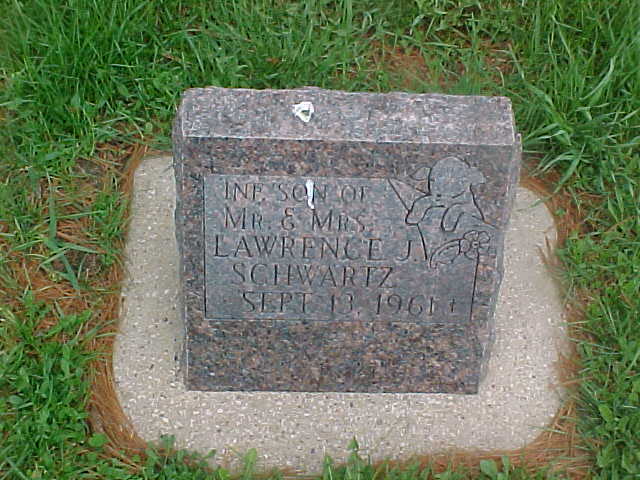 INF. SON OF
MR. & MRS.
LAWRENCE J.
SCHWARTZ
SEPT. 13, 1961